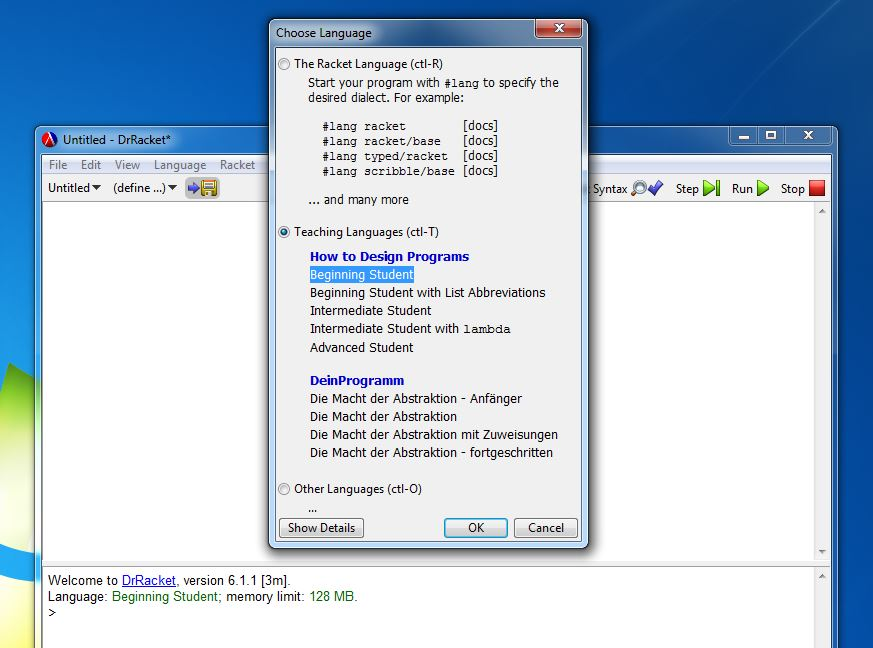 Choose Language
The Racket Language (ctl-R)
Start your program with #lang to specify the
desired dialect. For example:
#lang racket [docs]
#lang racket/base [docs]
#lang typed/racket [docs]
#lang scribble/base [docs]
... and many more
Teaching Languages (ctl-T)
How to Design Programs
Beginning Student
Beginning Student with List Abbreviations
Intermediate Student
Intermediate Student with lambda
Advanced Student
DeinProgramm
Die Macht der Abstraktion - Anfänger
Die Macht der Abstraktion
Die Macht der Abstraktion mit Zuweisungen
Die Macht der Abstraktion - fortgeschritten
Other Languages (ctl-O)
...
Show Details OK Cancel
Untitled - DrRacket*
File Edit View Language Racket
Untitled (define ...) Syntax Step Run Stop
Welcome to DrRacket, version 6.1.1 [3m].
Language: Beginning Student; memory limit: 128 MB.
>